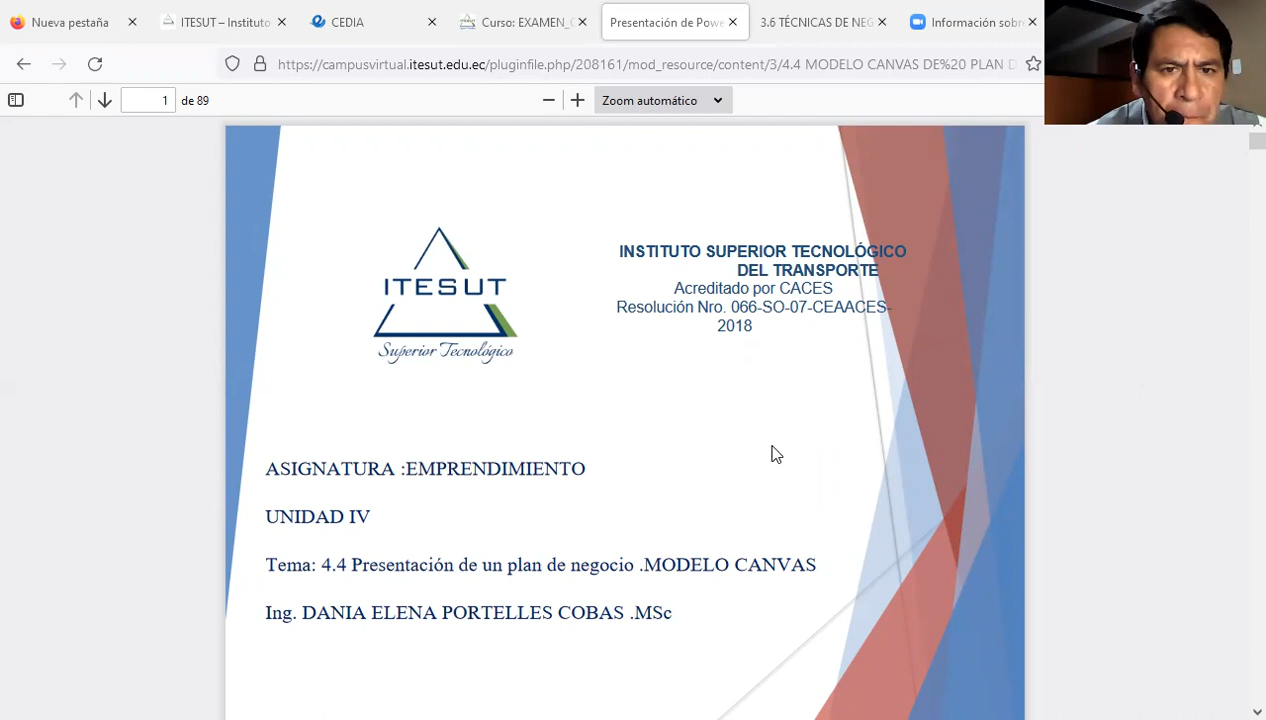 Nueva pestaña
ITESUT – Instituto
CEDIA
Curso: EXAMEN_C
Presentación de Powe
3.6 TÉCNICAS DE NEG
Información sobre
https://campusvirtual.itesut.edu.ec/pluginfile.php/208161/mod_resource/content/3/4.4 MODELO CANVAS DE%20 PLAN D
1
de 89
Zoom automático
ITESUT
Superior Tecnológico
INSTITUTO SUPERIOR TECNOLÓGICO
DEL TRANSPORTE
Acreditado por CACES
Resolución Nro. 066-SO-07-CEAACES-
2018
ASIGNATURA :EMPRENDIMIENTO
UNIDAD IV
Tema: 4.4 Presentación de un plan de negocio .MODELO CANVAS
Ing. DANIA ELENA PORTELLES COBAS .MSc